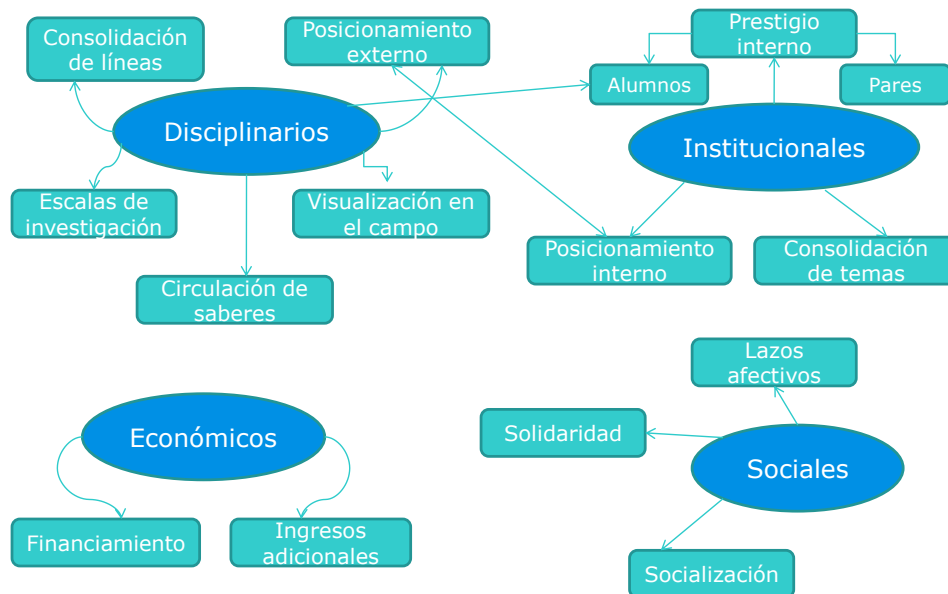 Consolidación
de líneas
Posicionamiento
externo
Prestigio
interno
Alumnos
Pares
Disciplinarios
Institucionales
Escalas de
investigación
Visualización en
el campo
Posicionamiento
interno
Consolidación
de temas
Circulación de
saberes
Lazos
afectivos
Económicos
Solidaridad
Sociales
Financiamiento
Ingresos
adicionales
Socialización